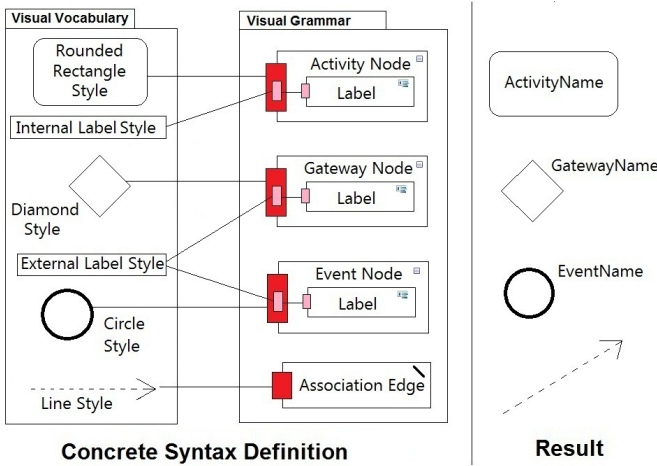 Visual Vocabulary
Rounded
Rectangle
Style
Internal Label Style
Diamond
Style
External Label Style
Circle
Style
Line Style
Visual Grammar
Activity Node
Label
Gateway Node
Label
Event Node
Label
Association Edge
Concrete Syntax Definition
ActivityName
GatewayName
EventName
Result